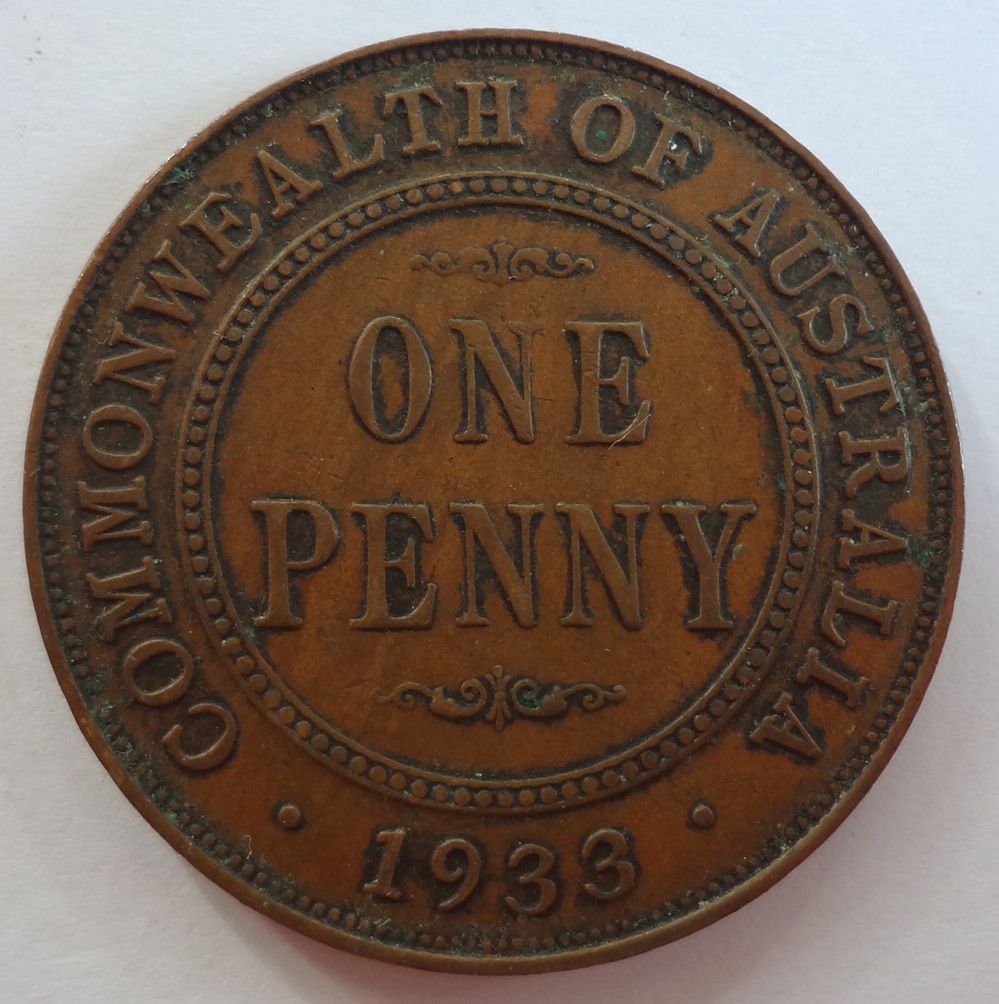 COMMONWEALTH OF AUSTRALIA
ONE
PENNY
1933